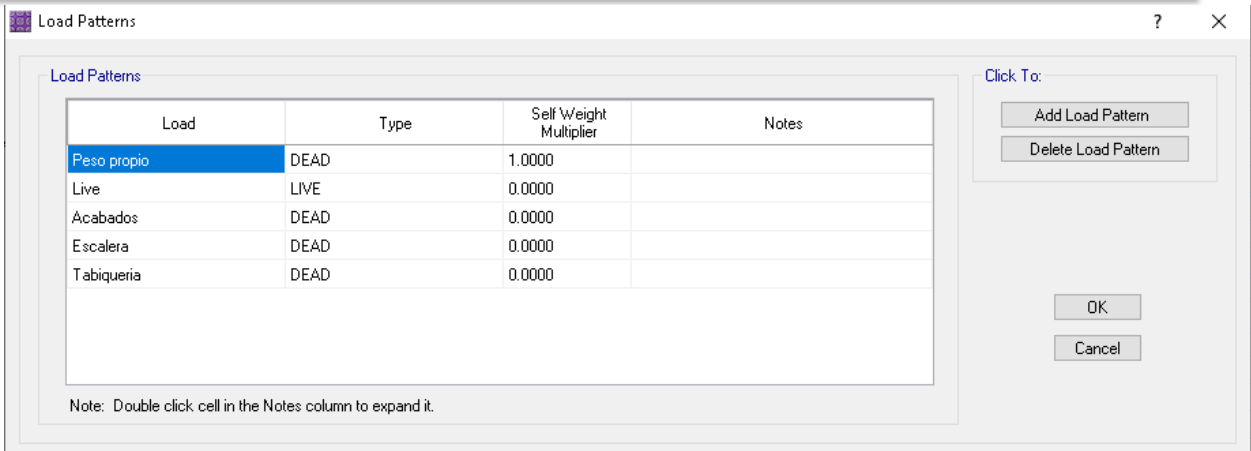 Load Patterns
? ×
Load Patterns
Click To:
Load Type Self Weight Multiplier Notes
Add Load Pattern
Delete Load Pattern
Peso propio DEAD 1.0000
Live LIVE 0.0000
Acabados DEAD 0.0000
Escalera DEAD 0.0000
Tabiqueria DEAD 0.0000
OK
Cancel
Note: Double click cell in the Notes column to expand it.